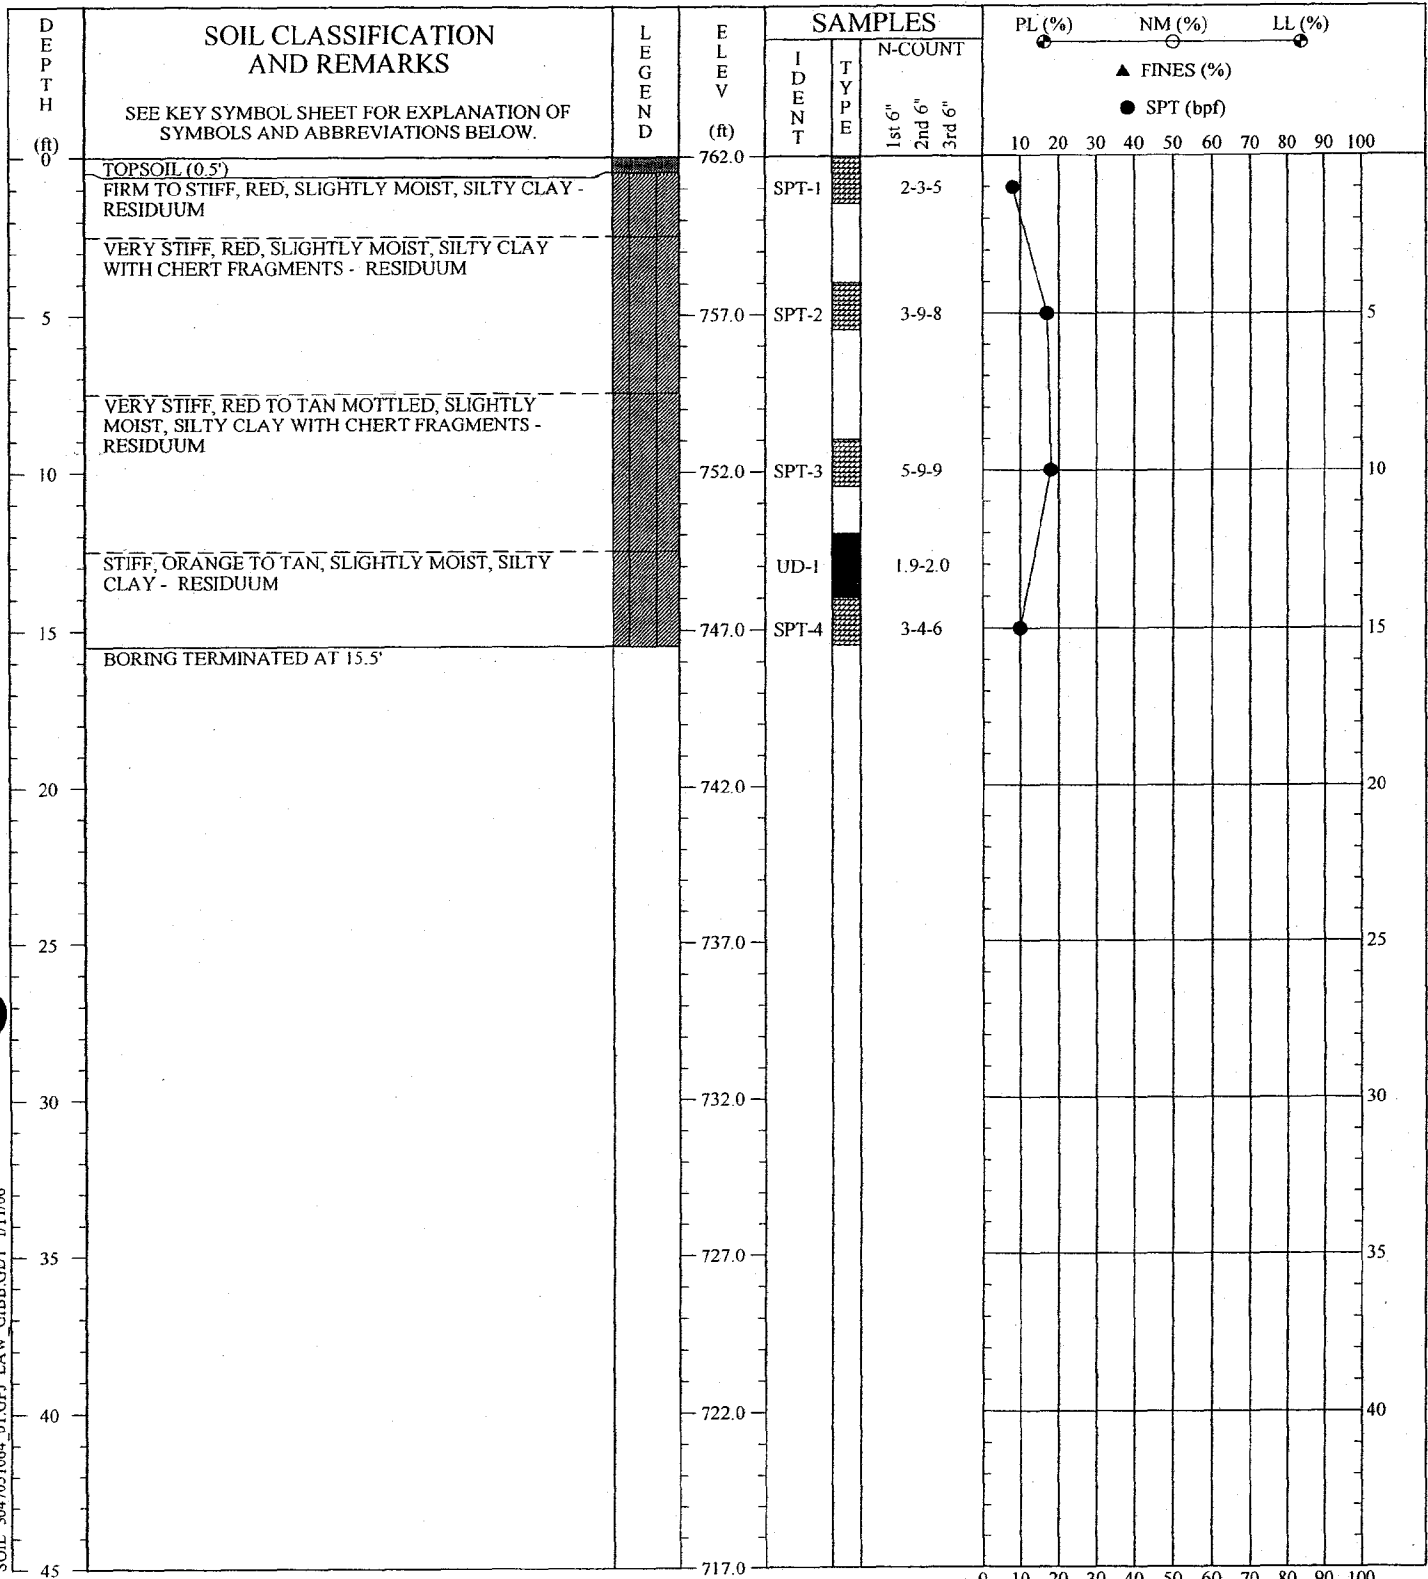 DEPTH
(ft)
SOIL CLASSIFICATION
AND REMARKS
SEE KEY SYMBOL SHEET FOR EXPLANATION OF
SYMBOLS AND ABBREVIATIONS BELOW.
LEGEND
ELEV
(ft)
SAMPLES
IDENT
TYPE
N-COUNT
1st 6"
2nd 6"
3rd 6"
PL (%)
NM (%)
LL (%)
▲ FINES (%)
● SPT (bpf)
10 20 30 40 50 60 70 80 90 100
0
TOPSOIL (0.5')
762.0
FIRM TO STIFF, RED, SLIGHTLY MOIST, SILTY CLAY -
RESIDUUM
SPT-1 2-3-5
VERY STIFF, RED, SLIGHTLY MOIST, SILTY CLAY
WITH CHERT FRAGMENTS - RESIDUUM
5 757.0 SPT-2 3-9-8 5
VERY STIFF, RED TO TAN MOTTLED, SLIGHTLY
MOIST, SILTY CLAY WITH CHERT FRAGMENTS -
RESIDUUM
10 752.0 SPT-3 5-9-9 10
STIFF, ORANGE TO TAN, SLIGHTLY MOIST, SILTY
CLAY - RESIDUUM
UD-1 1.9-2.0
15 747.0 SPT-4 3-4-6 15
BORING TERMINATED AT 15.5'
20 742.0 20
25 737.0 25
30 732.0 30
35 727.0 35
40 722.0 40
45 717.0
0 10 20 30 40 50 60 70 80 90 100